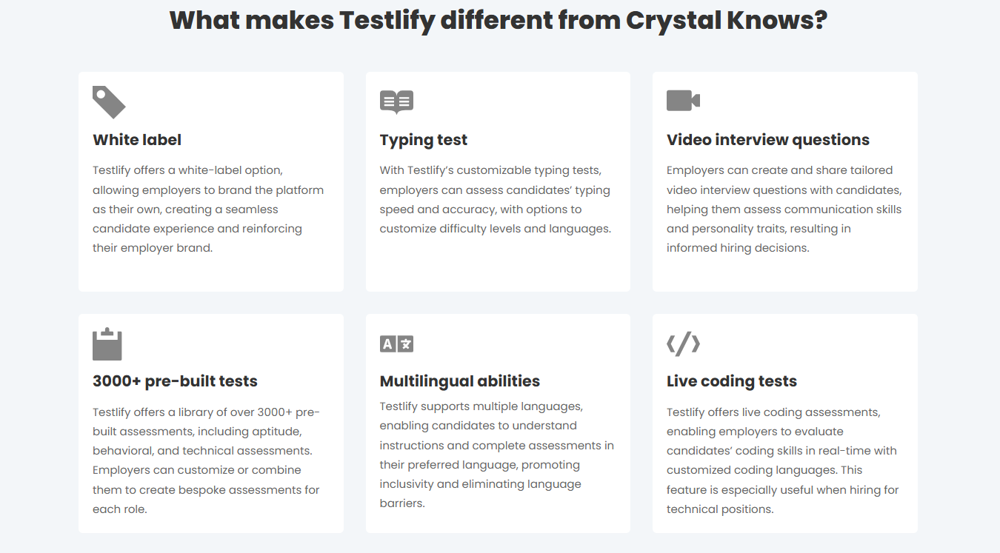 What makes Testlify different from Crystal Knows?
White label
Testlify offers a white-label option,
allowing employers to brand the platform
as their own, creating a seamless
candidate experience and reinforcing
their employer brand.
Typing test
With Testlify’s customizable typing tests,
employers can assess candidates’ typing
speed and accuracy, with options to
customize difficulty levels and languages.
Video interview questions
Employers can create and share tailored
video interview questions with candidates,
helping them assess communication skills
and personality traits, resulting in
informed hiring decisions.
3000+ pre-built tests
Testlify offers a library of over 3000+ pre-
built assessments, including aptitude,
behavioral, and technical assessments.
Employers can customize or combine
them to create bespoke assessments for
each role.
A 文
Multilingual abilities
Testlify supports multiple languages,
enabling candidates to understand
instructions and complete assessments in
their preferred language, promoting
inclusivity and eliminating language
barriers.
Live coding tests
Testlify offers live coding assessments,
enabling employers to evaluate
candidates’ coding skills in real-time with
customized coding languages. This
feature is especially useful when hiring for
technical positions.